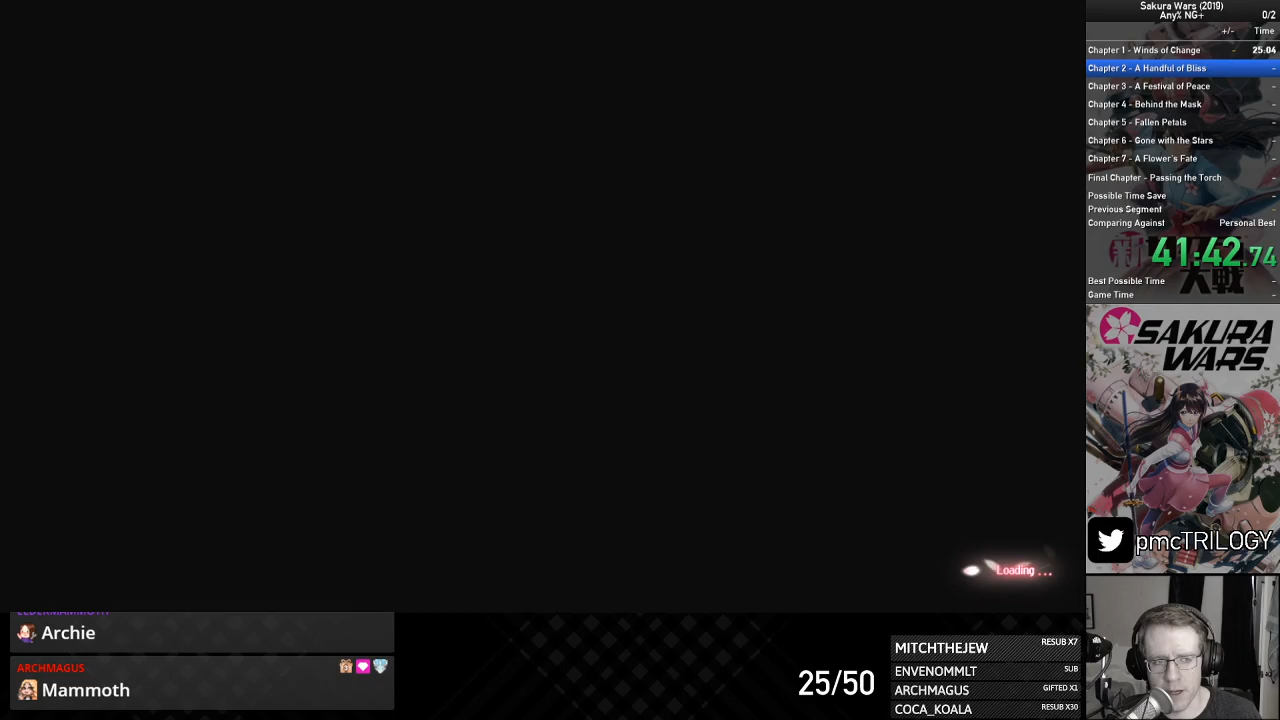 Sakura Wars (2019)
Any% NG+ 0/2
+/- Time
Chapter 1 - Winds of Change - 25.04
Chapter 2 - A Handful of Bliss -
Chapter 3 - A Festival of Peace -
Chapter 4 - Behind the Mask -
Chapter 5 - Fallen Petals -
Chapter 6 - Gone with the Stars -
Chapter 7 - A Flower's Fate -
Final Chapter - Passing the Torch -
Possible Time Save -
Previous Segment -
Comparing Against Personal Best
41:42.74
Best Possible Time -
Game Time -
SAKURA
WARS
pmcTRILOGY
Loading ...
ELDERMAMMOTH
Archie
ARCHMAGUS
Mammoth
25/50
MITCHTHEJEW RESUB X7
ENVENOMMLT SUB
ARCHMAGUS GIFTED X1
COCA_KOALA RESUB X30